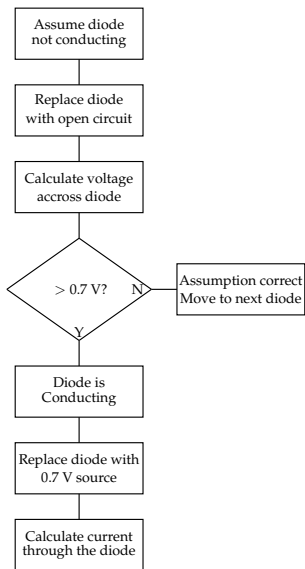 Assume diode
not conducting
Replace diode
with open circuit
Calculate voltage
accross diode
> 0.7 V?
N
Assumption correct
Move to next diode
Y
Diode is
Conducting
Replace diode with
0.7 V source
Calculate current
through the diode